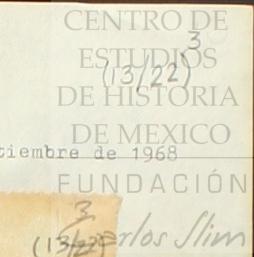 CENTRO DE
3
ESTUDIOS
(13/22)
DE HISTORIA
DE MEXICO
tiembre de 1968
FUNDACIÓN
3
Carlos Slim
(13/22)